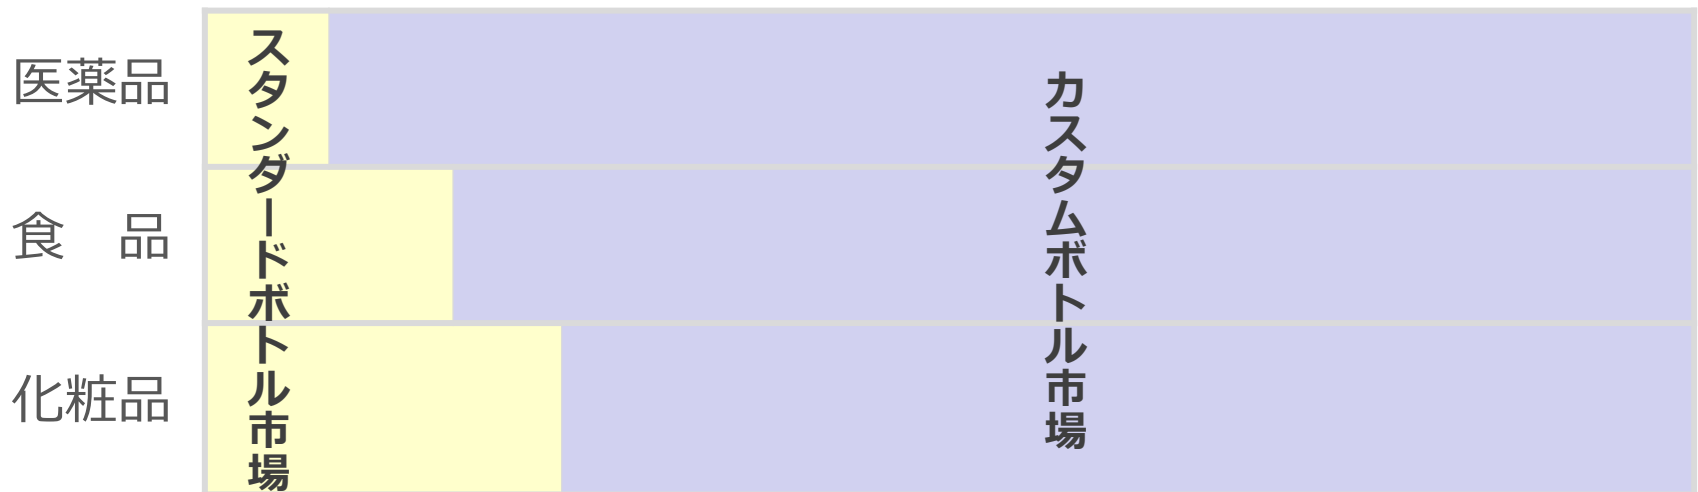 医薬品
食　品
化粧品
スタンダードボトル市場
カスタムボトル市場